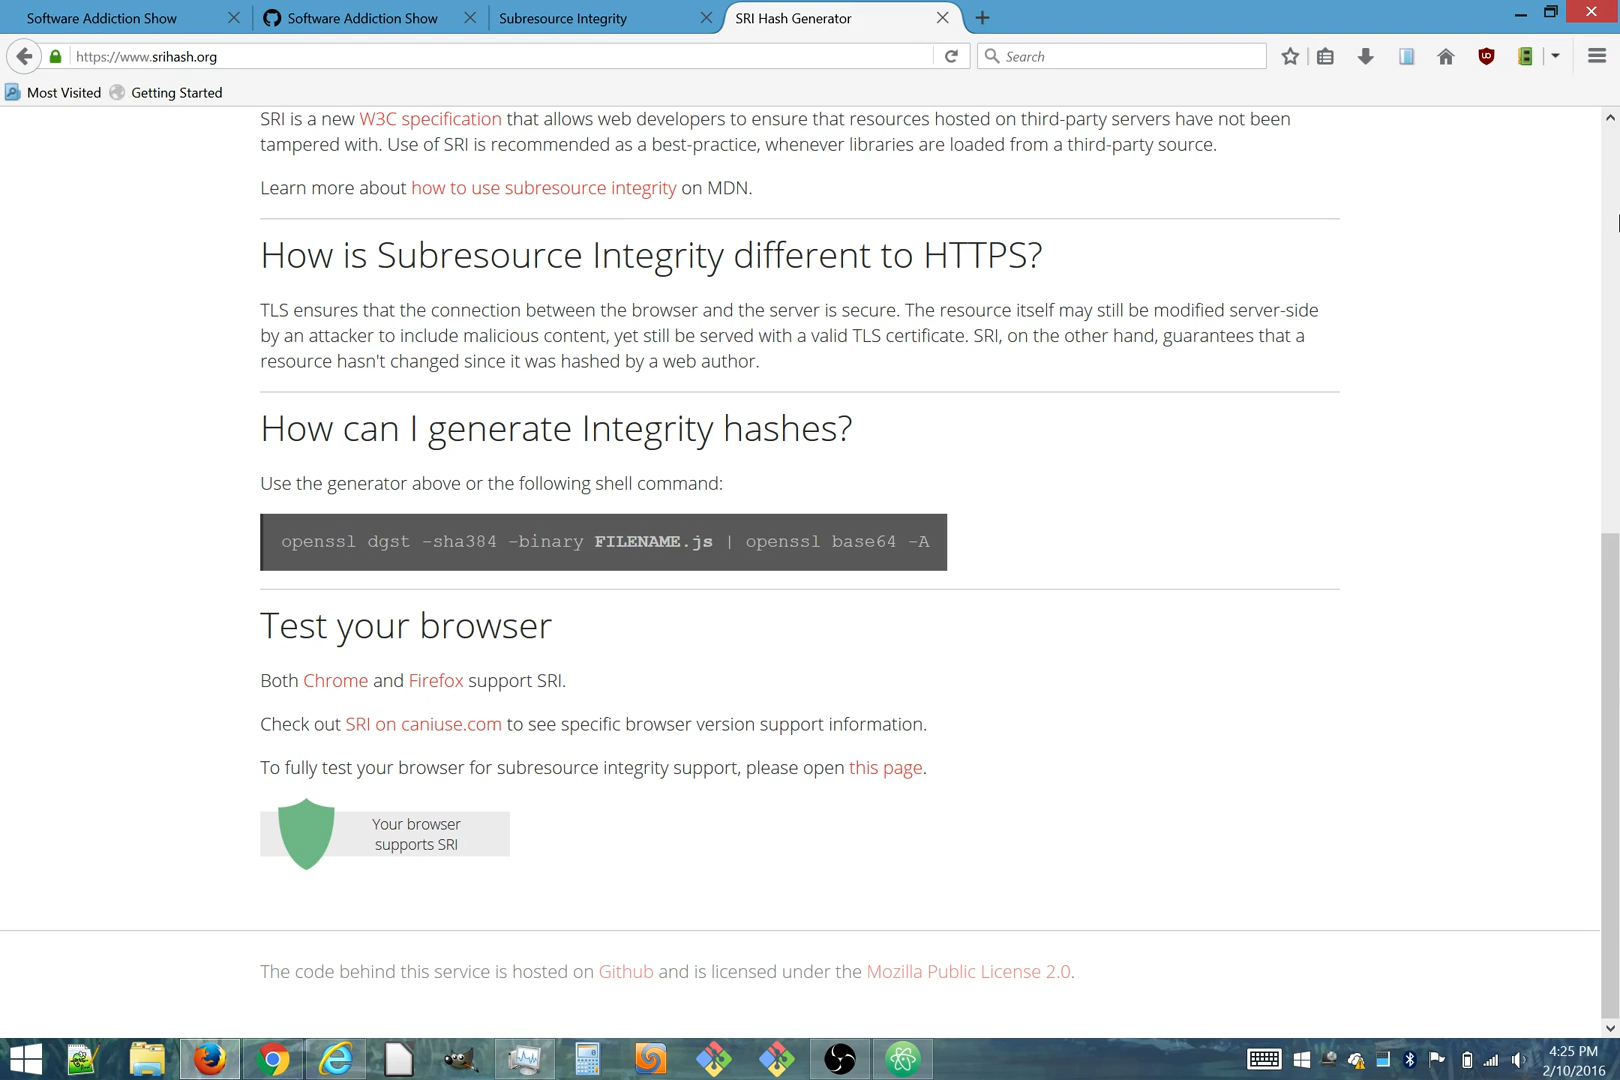 Software Addiction Show
Software Addiction Show
Subresource Integrity
SRI Hash Generator
https://www.srihash.org
Search
Most Visited
Getting Started
SRI is a new W3C specification that allows web developers to ensure that resources hosted on third-party servers have not been
tampered with. Use of SRI is recommended as a best-practice, whenever libraries are loaded from a third-party source.
Learn more about how to use subresource integrity on MDN.
How is Subresource Integrity different to HTTPS?
TLS ensures that the connection between the browser and the server is secure. The resource itself may still be modified server-side
by an attacker to include malicious content, yet still be served with a valid TLS certificate. SRI, on the other hand, guarantees that a
resource hasn't changed since it was hashed by a web author.
How can I generate Integrity hashes?
Use the generator above or the following shell command:
openssl dgst -sha384 -binary FILENAME.js | openssl base64 -A
Test your browser
Both Chrome and Firefox support SRI.
Check out SRI on caniuse.com to see specific browser version support information.
To fully test your browser for subresource integrity support, please open this page.
Your browser
supports SRI
The code behind this service is hosted on Github and is licensed under the Mozilla Public License 2.0.
4:25 PM
2/10/2016